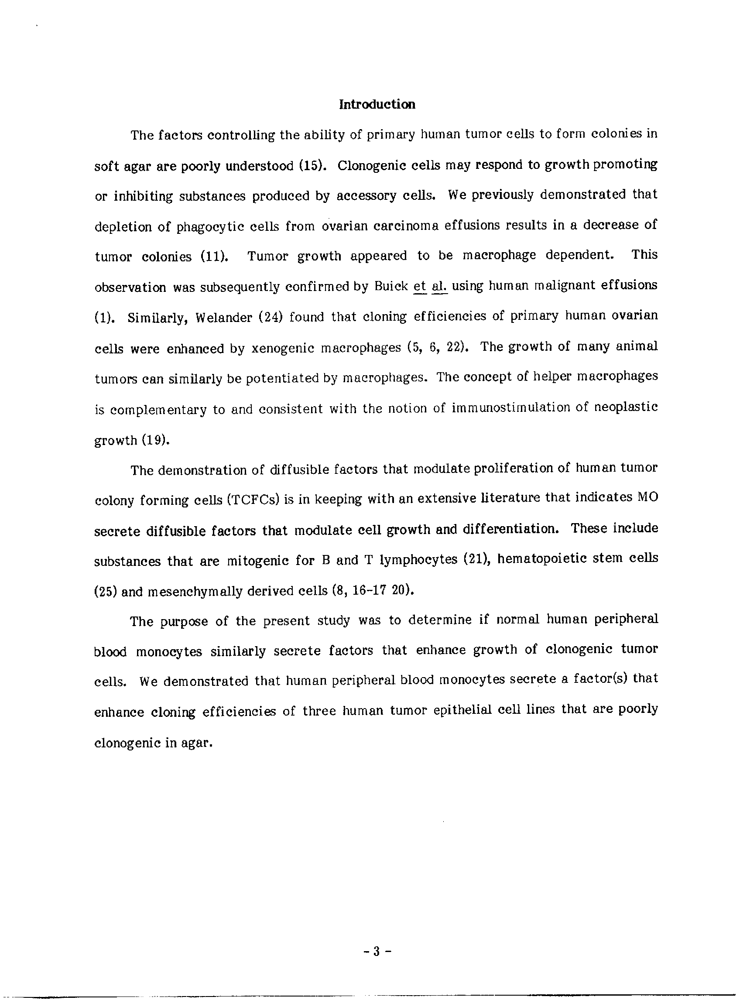 Introduction
The factors controlling the ability of primary human tumor cells to form colonies in
soft agar are poorly understood (15). Clonogenic cells may respond to growth promoting
or inhibiting substances produced by accessory cells. We previously demonstrated that
depletion of phagocytic cells from ovarian carcinoma effusions results in a decrease of
tumor colonies (11). Tumor growth appeared to be macrophage dependent. This
observation was subsequently confirmed by Buick et al. using human malignant effusions
(1). Similarly, Welander (24) found that cloning efficiencies of primary human ovarian
cells were enhanced by xenogenic macrophages (5, 6, 22). The growth of many animal
tumors can similarly be potentiated by macrophages. The concept of helper macrophages
is complementary to and consistent with the notion of immunostimulation of neoplastic
growth (19).
The demonstration of diffusible factors that modulate proliferation of human tumor
colony forming cells (TCFCs) is in keeping with an extensive literature that indicates MO
secrete diffusible factors that modulate cell growth and differentiation. These include
substances that are mitogenic for B and T lymphocytes (21), hematopoietic stem cells
(25) and mesenchymally derived cells (8, 16-17 20).
The purpose of the present study was to determine if normal human peripheral
blood monocytes similarly secrete factors that enhance growth of clonogenic tumor
cells. We demonstrated that human peripheral blood monocytes secrete a factor(s) that
enhance cloning efficiencies of three human tumor epithelial cell lines that are poorly
clonogenic in agar.
- 3 -